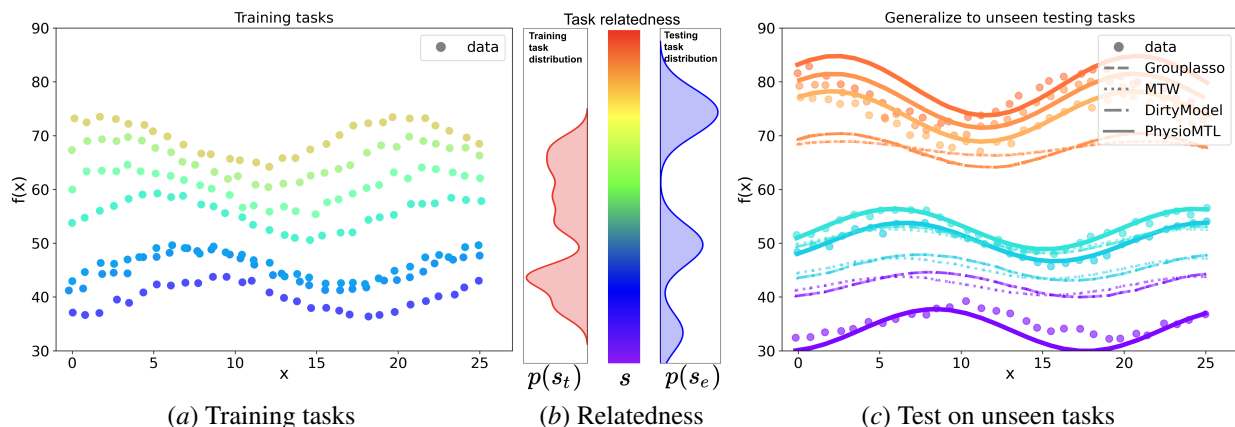 Training tasks
90
80
70
60
50
40
30
f(x)
0
5
10
15
20
25
x
data
(a) Training tasks
Task relatedness
Training
task
distribution
Testing
task
distribution
p(s_t)
s
p(s_e)
(b) Relatedness
Generalize to unseen testing tasks
90
80
70
60
50
40
30
f(x)
0
5
10
15
20
25
x
data
Grouplasso
MTW
DirtyModel
PhysioMTL
(c) Test on unseen tasks